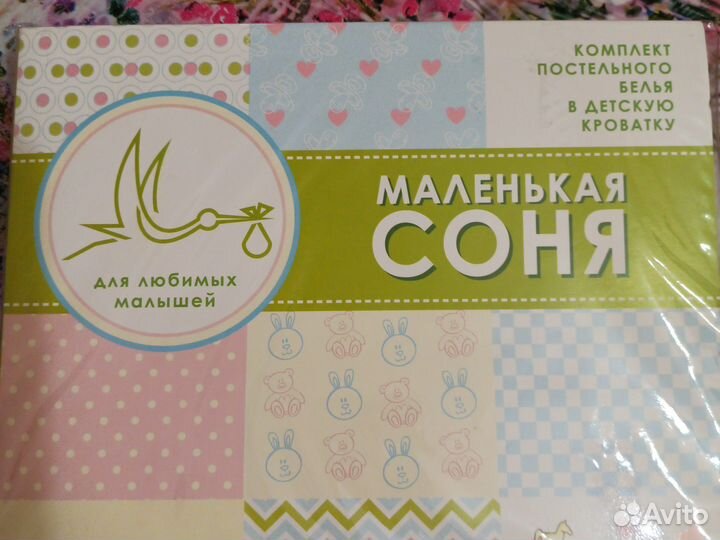 КОМПЛЕКТ
ПОСТЕЛЬНОГО
БЕЛЬЯ
В ДЕТСКУЮ
КРОВАТКУ
МАЛЕНЬКАЯ
СОНЯ
для любимых
малышей
Avito